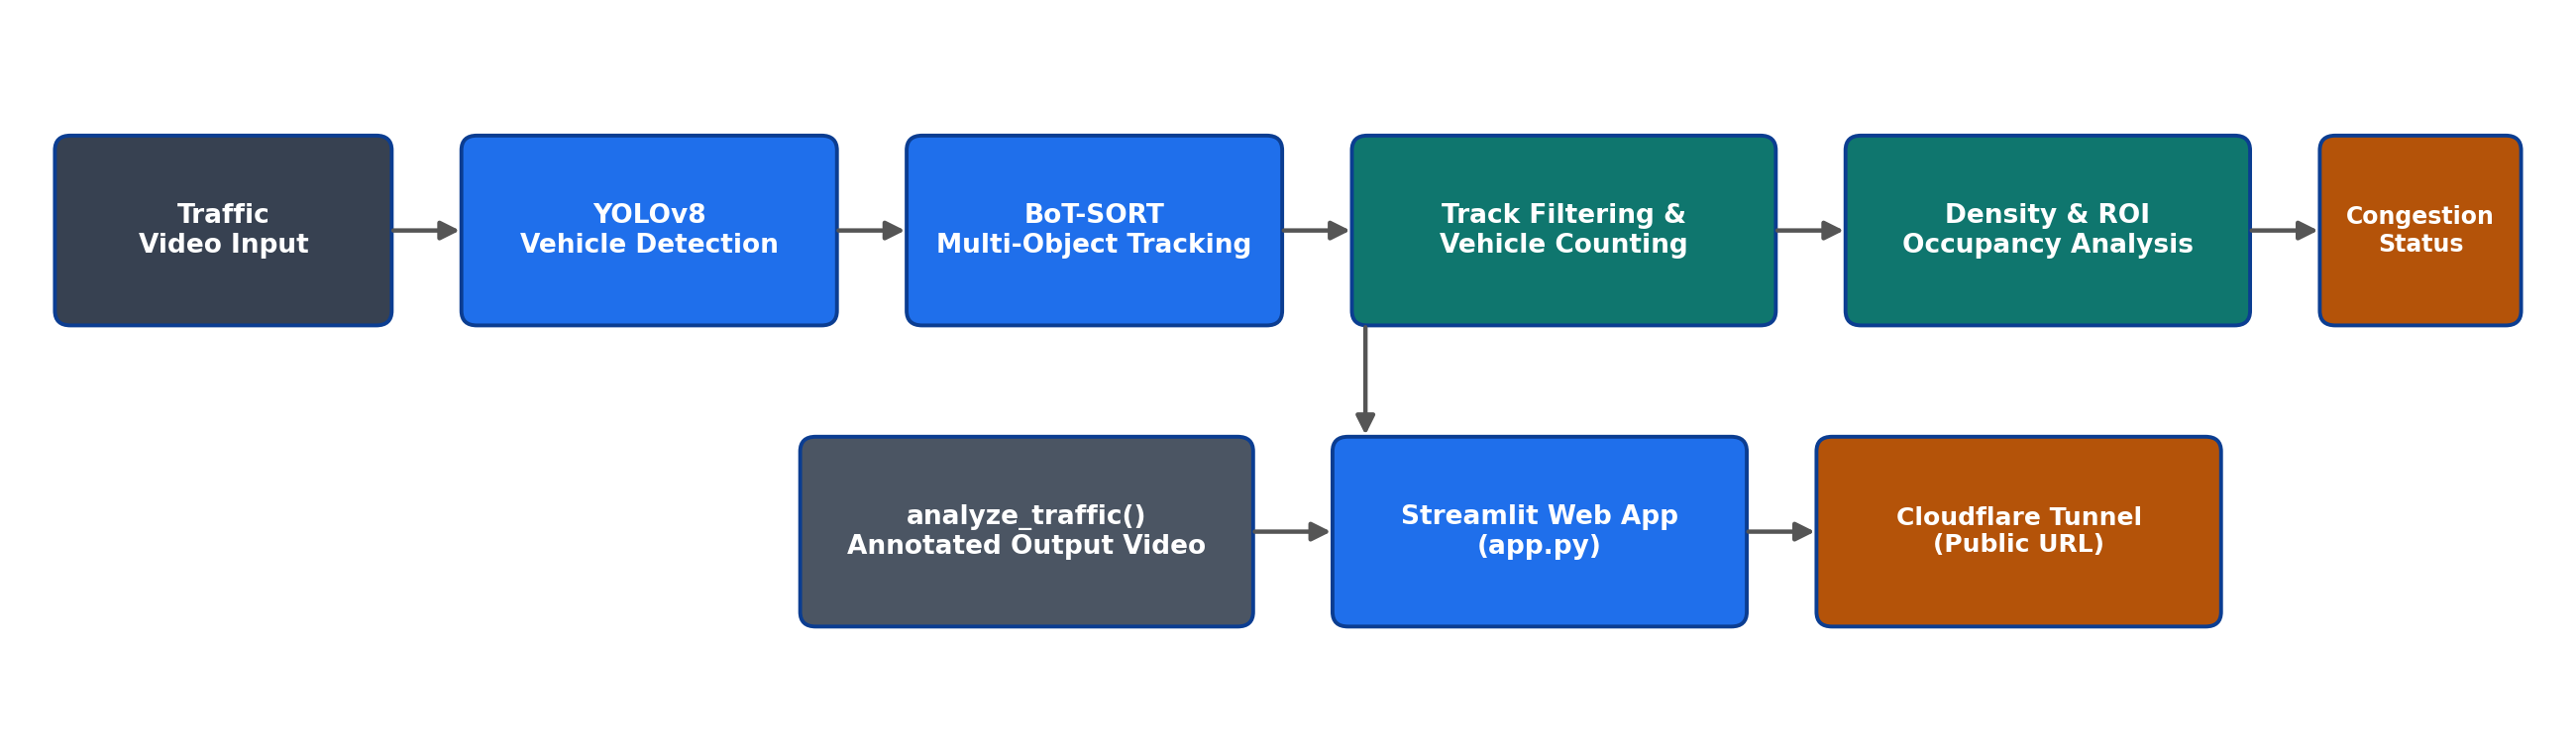 Traffic
Video Input
YOLOv8
Vehicle Detection
BoT-SORT
Multi-Object Tracking
Track Filtering &
Vehicle Counting
Density & ROI
Occupancy Analysis
Congestion
Status
analyze_traffic()
Annotated Output Video
Streamlit Web App
(app.py)
Cloudflare Tunnel
(Public URL)